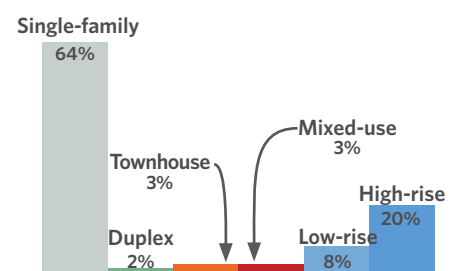 Single-family
64%
Mixed-use
3%
Townhouse
3%
High-rise
20%
Duplex
2%
Low-rise
8%